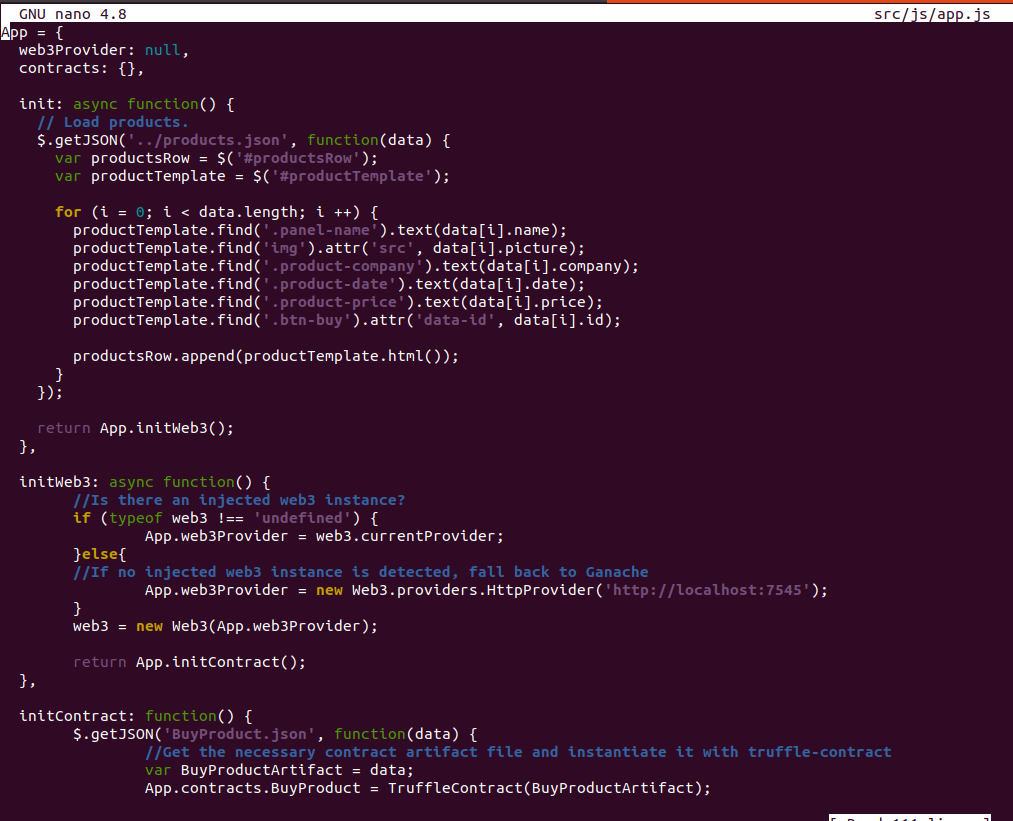 GNU nano 4.8 src/js/app.js
App = {
  web3Provider: null,
  contracts: {},

  init: async function() {
    // Load products.
    $.getJSON('../products.json', function(data) {
      var productsRow = $('#productsRow');
      var productTemplate = $('#productTemplate');

      for (i = 0; i < data.length; i ++) {
        productTemplate.find('.panel-name').text(data[i].name);
        productTemplate.find('img').attr('src', data[i].picture);
        productTemplate.find('.product-company').text(data[i].company);
        productTemplate.find('.product-date').text(data[i].date);
        productTemplate.find('.product-price').text(data[i].price);
        productTemplate.find('.btn-buy').attr('data-id', data[i].id);

        productsRow.append(productTemplate.html());
      }
    });

    return App.initWeb3();
  },

  initWeb3: async function() {
        //Is there an injected web3 instance?
        if (typeof web3 !== 'undefined') {
                App.web3Provider = web3.currentProvider;
        }else{
        //If no injected web3 instance is detected, fall back to Ganache
                App.web3Provider = new Web3.providers.HttpProvider('http://localhost:7545');
        }
        web3 = new Web3(App.web3Provider);

        return App.initContract();
  },

  initContract: function() {
        $.getJSON('BuyProduct.json', function(data) {
                //Get the necessary contract artifact file and instantiate it with truffle-contract
                var BuyProductArtifact = data;
                App.contracts.BuyProduct = TruffleContract(BuyProductArtifact);